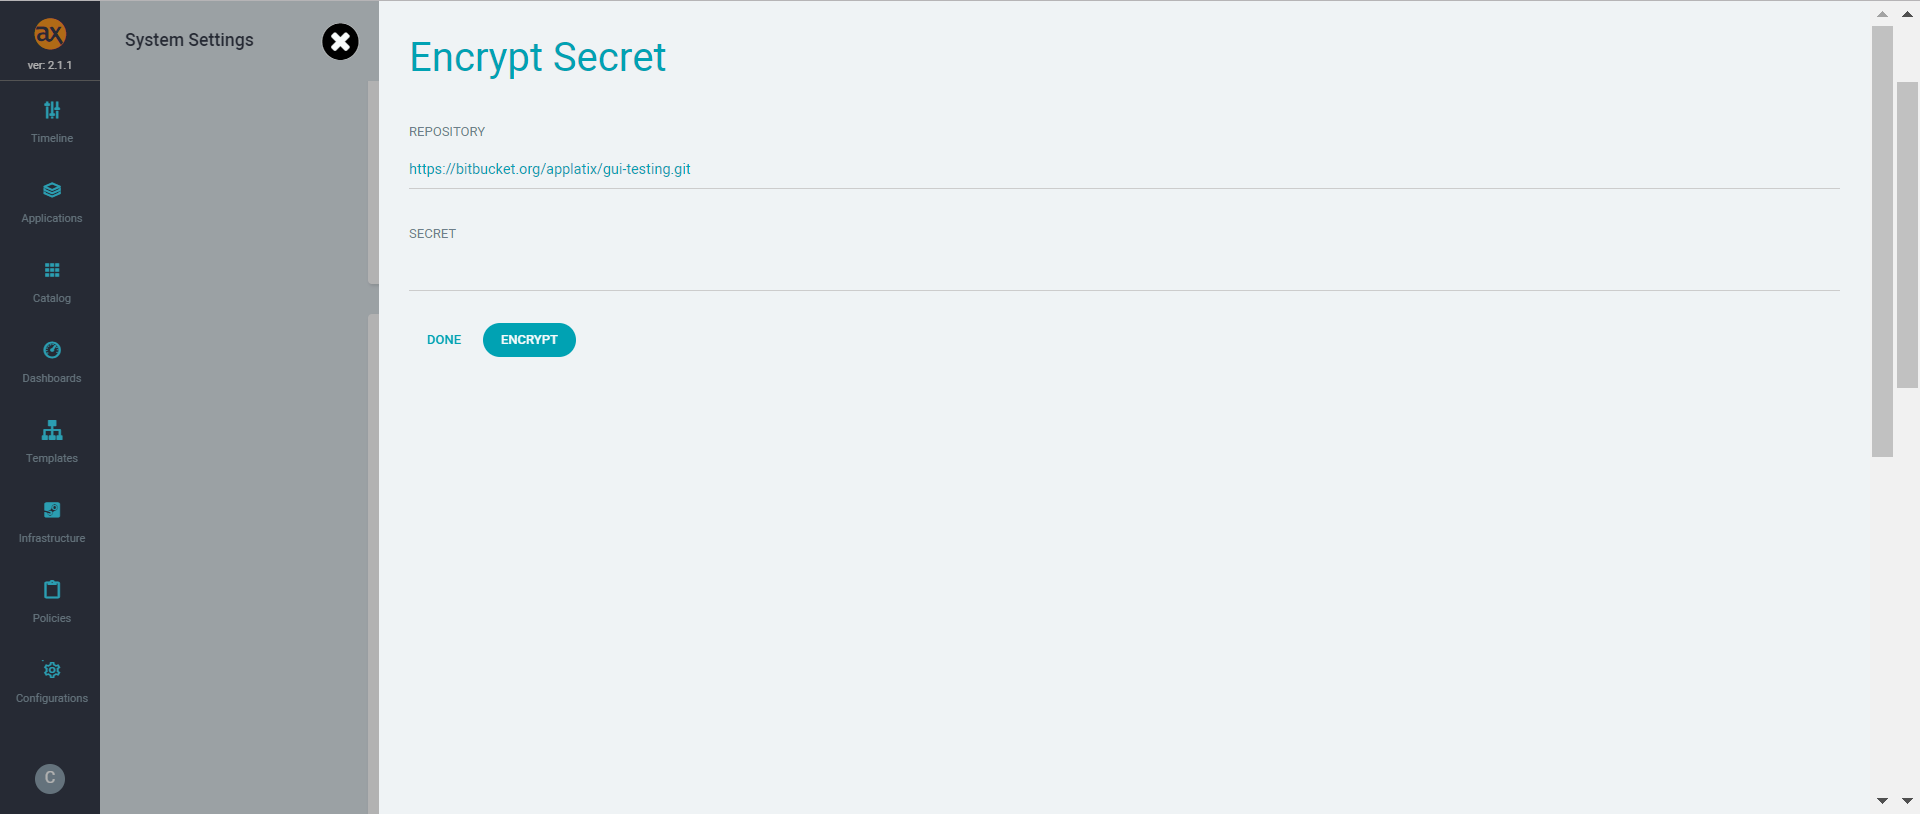 ax
ver: 2.1.1
Timeline
Applications
Catalog
Dashboards
Templates
Infrastructure
Policies
Configurations
C
System Settings
Encrypt Secret
REPOSITORY
https://bitbucket.org/applatix/gui-testing.git
SECRET
DONE ENCRYPT